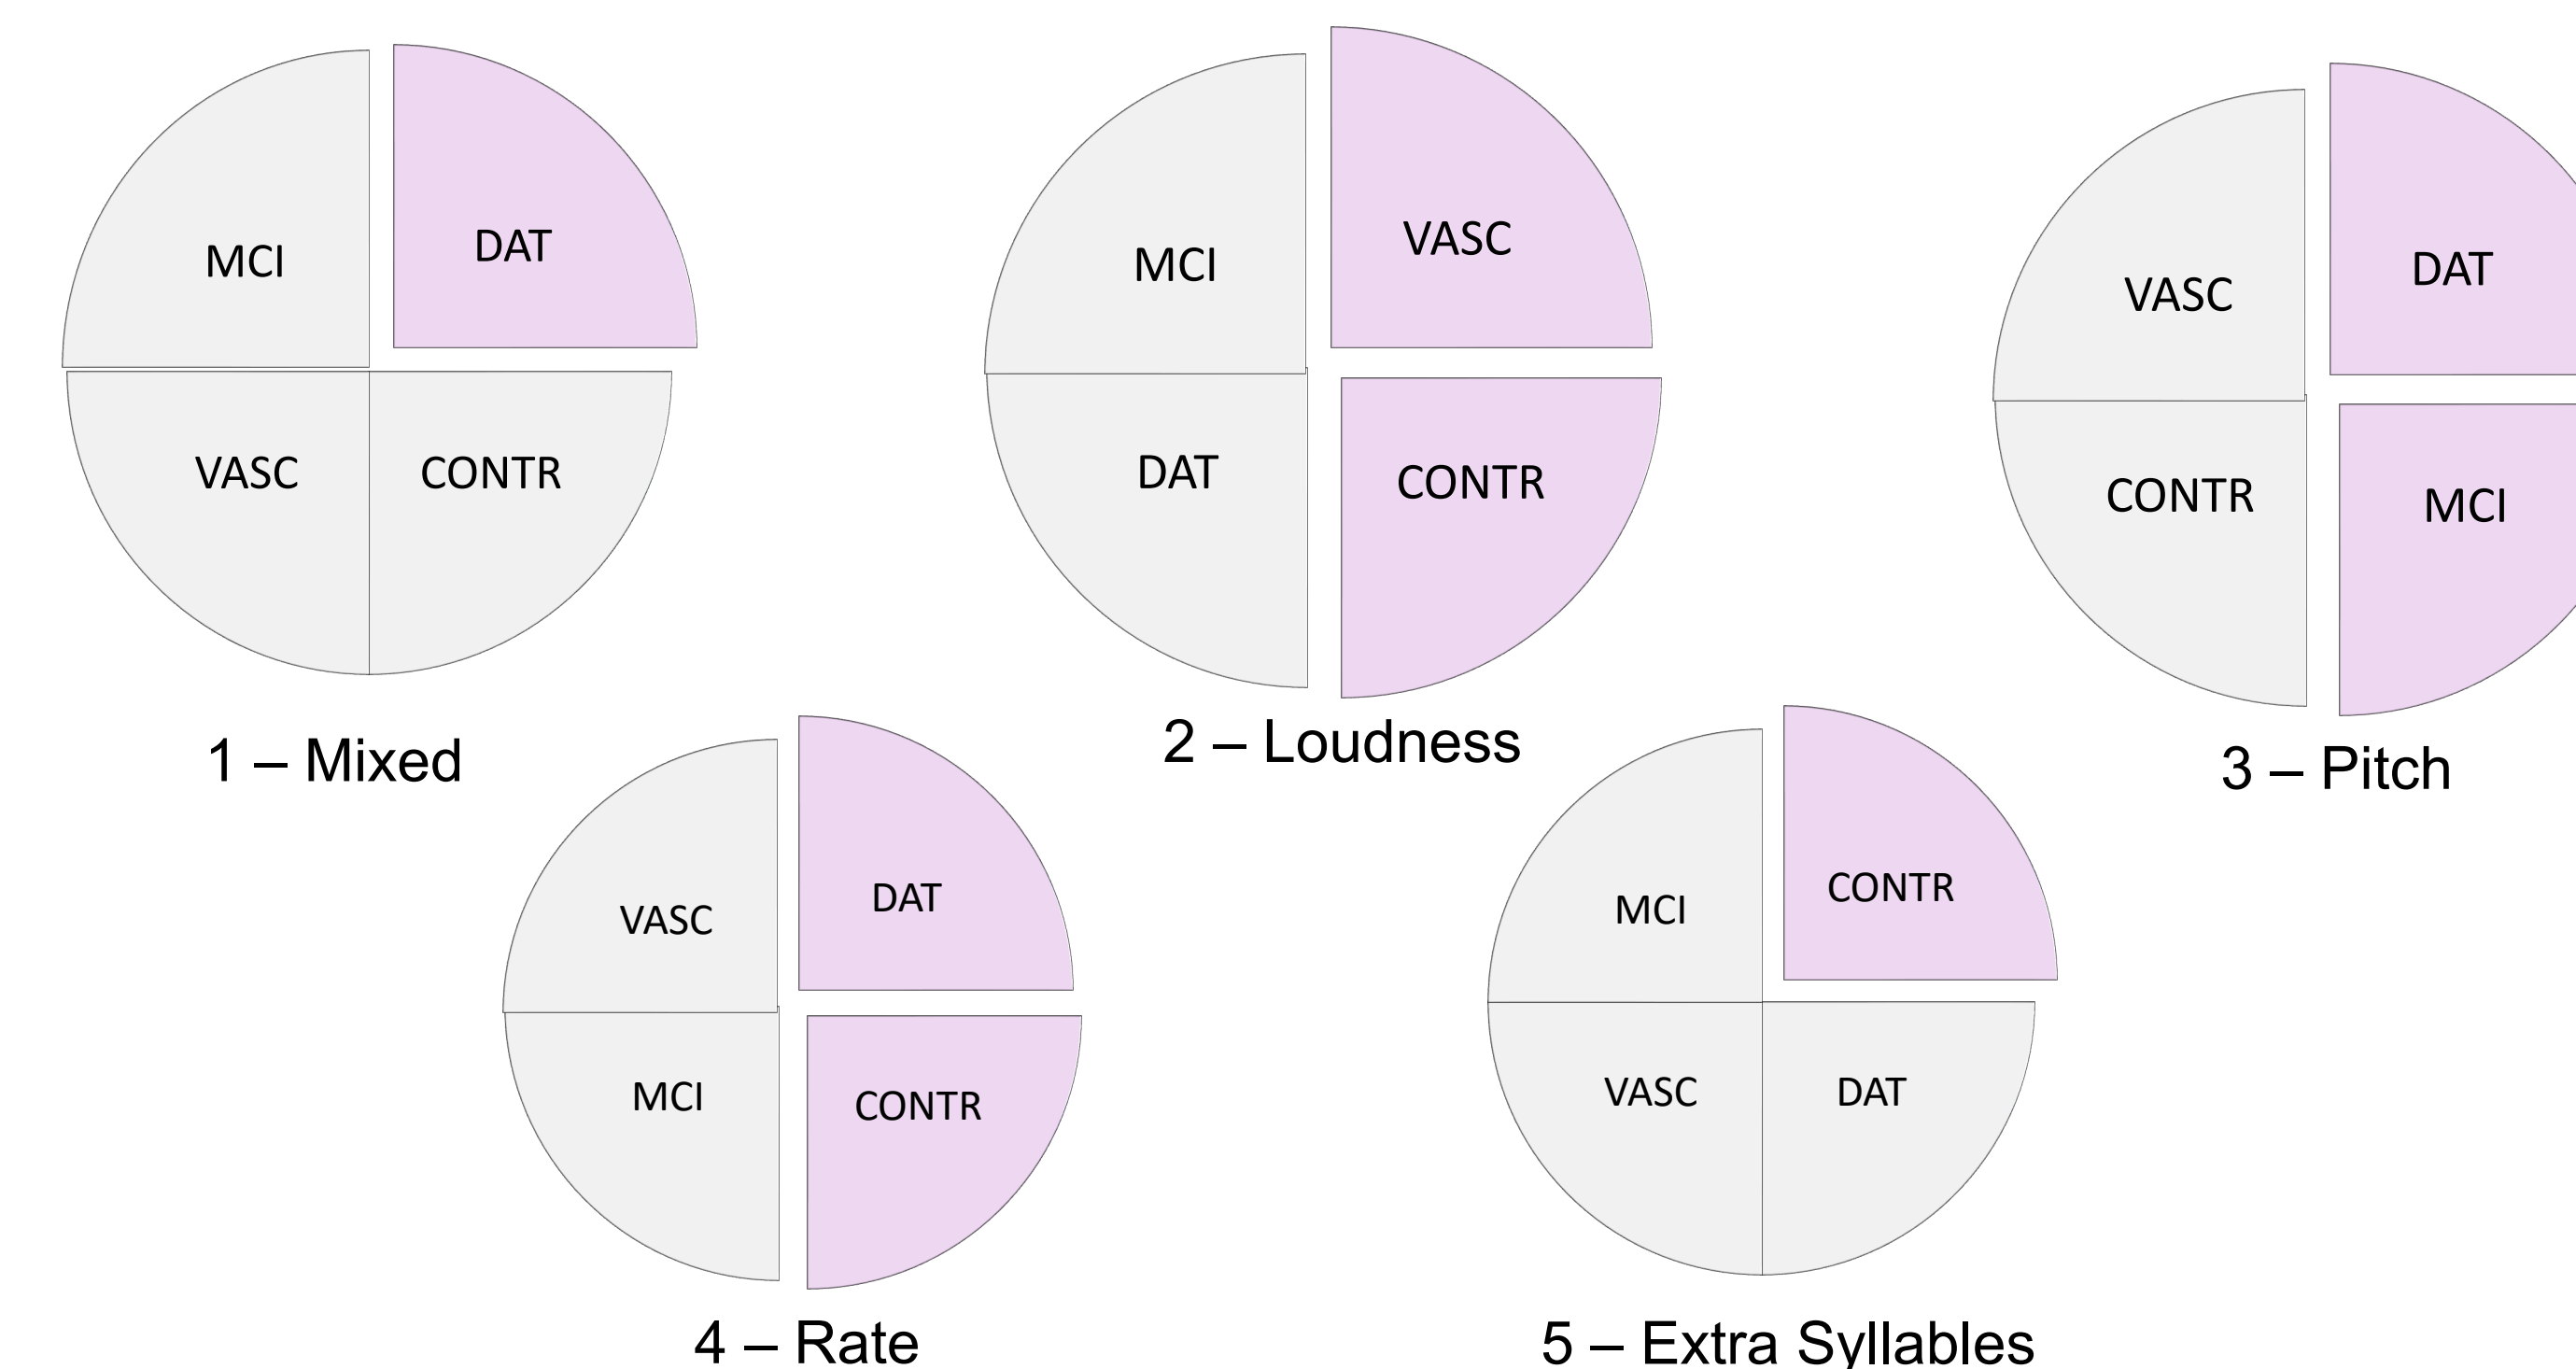 MCI
DAT
VASC
CONTR
1 – Mixed
MCI
VASC
DAT
CONTR
2 – Loudness
VASC
DAT
CONTR
MCI
3 – Pitch
VASC
DAT
MCI
CONTR
4 – Rate
MCI
CONTR
VASC
DAT
5 – Extra Syllables